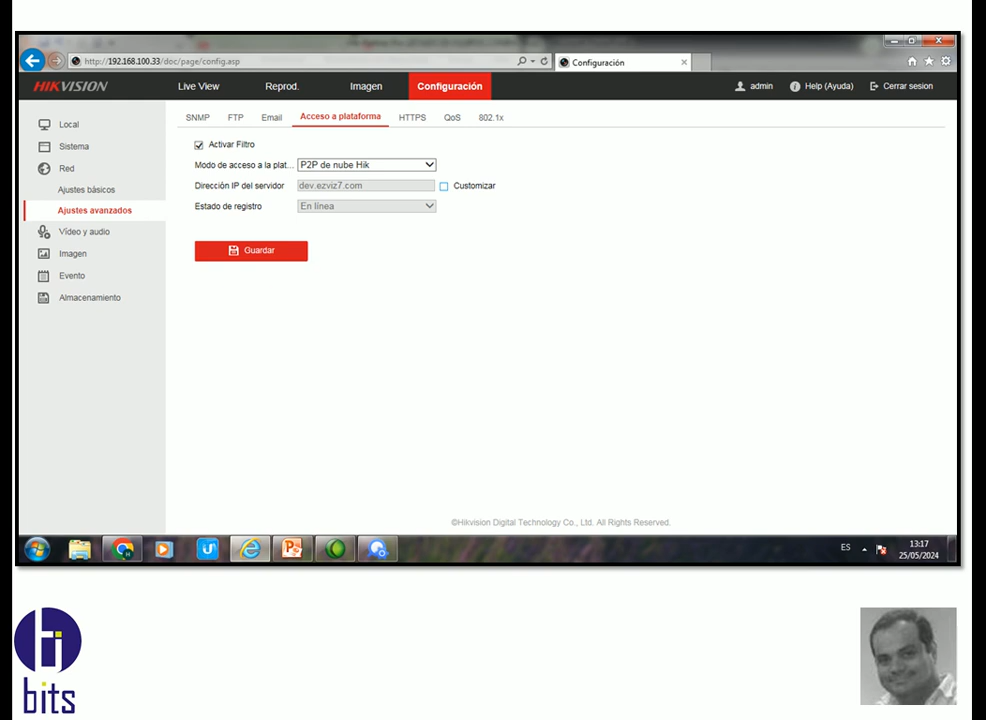 http://192.168.100.33/doc/page/config.asp
Configuración
HIKVISION
Live View
Reprod.
Imagen
Configuración
admin
Help (Ayuda)
Cerrar sesion
Local
Sistema
Red
Ajustes básicos
Ajustes avanzados
Vídeo y audio
Imagen
Evento
Almacenamiento
SNMP FTP Email Acceso a plataforma HTTPS QoS 802.1x
Activar Filtro
Modo de acceso a la plat... P2P de nube Hik
Dirección IP del servidor dev.ezviz7.com Customizar
Estado de registro En línea
Guardar
©Hikvision Digital Technology Co., Ltd. All Rights Reserved.
ES
13:17
25/05/2024
hi
bits